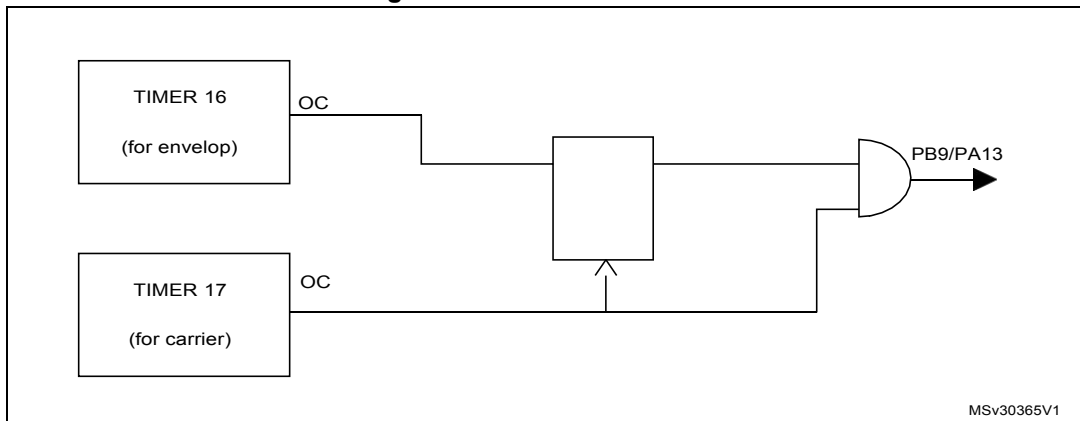 TIMER 16
(for envelop)
OC
PB9/PA13
TIMER 17
(for carrier)
OC
MSv30365V1